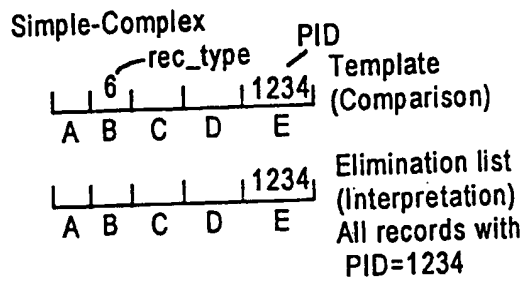 Simple-Complex
PID
rec_type
6 1234 Template
(Comparison)
A B C D E
1234 Elimination list
(Interpretation)
A B C D E
All records with
PID=1234